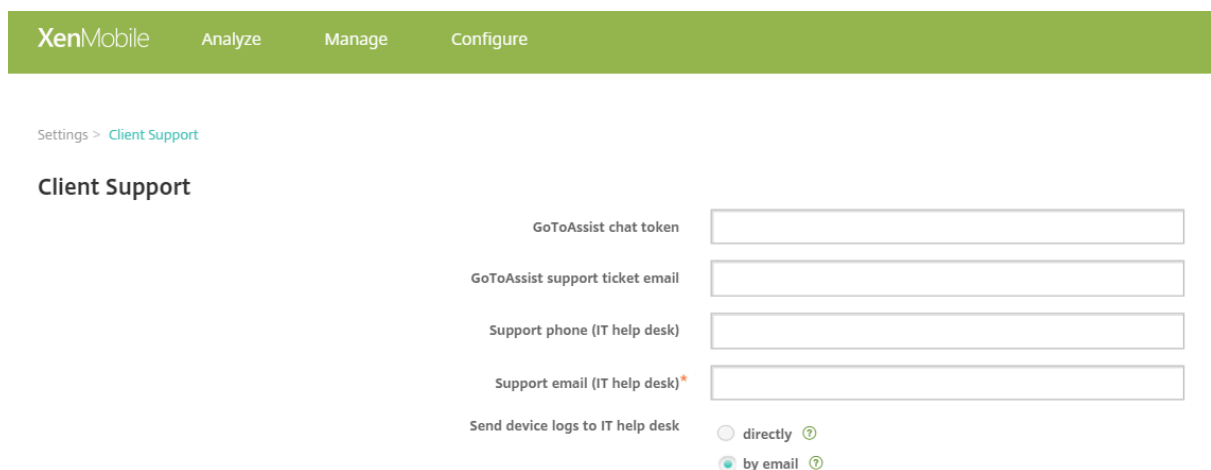 XenMobile Analyze Manage Configure
Settings > Client Support
Client Support
GoToAssist chat token
GoToAssist support ticket email
Support phone (IT help desk)
Support email (IT help desk)*
Send device logs to IT help desk directly ?
by email ?